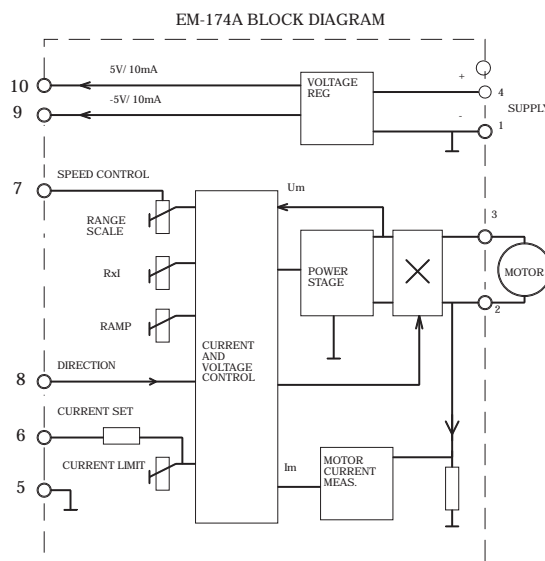 EM-174A BLOCK DIAGRAM
10
5V/ 10mA
VOLTAGE
REG
+
4
SUPPLY
9
-5V/ 10mA
-
1
7
SPEED CONTROL
RANGE
SCALE
Um
3
RxI
POWER
STAGE
MOTOR
2
RAMP
CURRENT
AND
VOLTAGE
CONTROL
8
DIRECTION
6
CURRENT SET
CURRENT LIMIT
Im
MOTOR
CURRENT
MEAS.
5